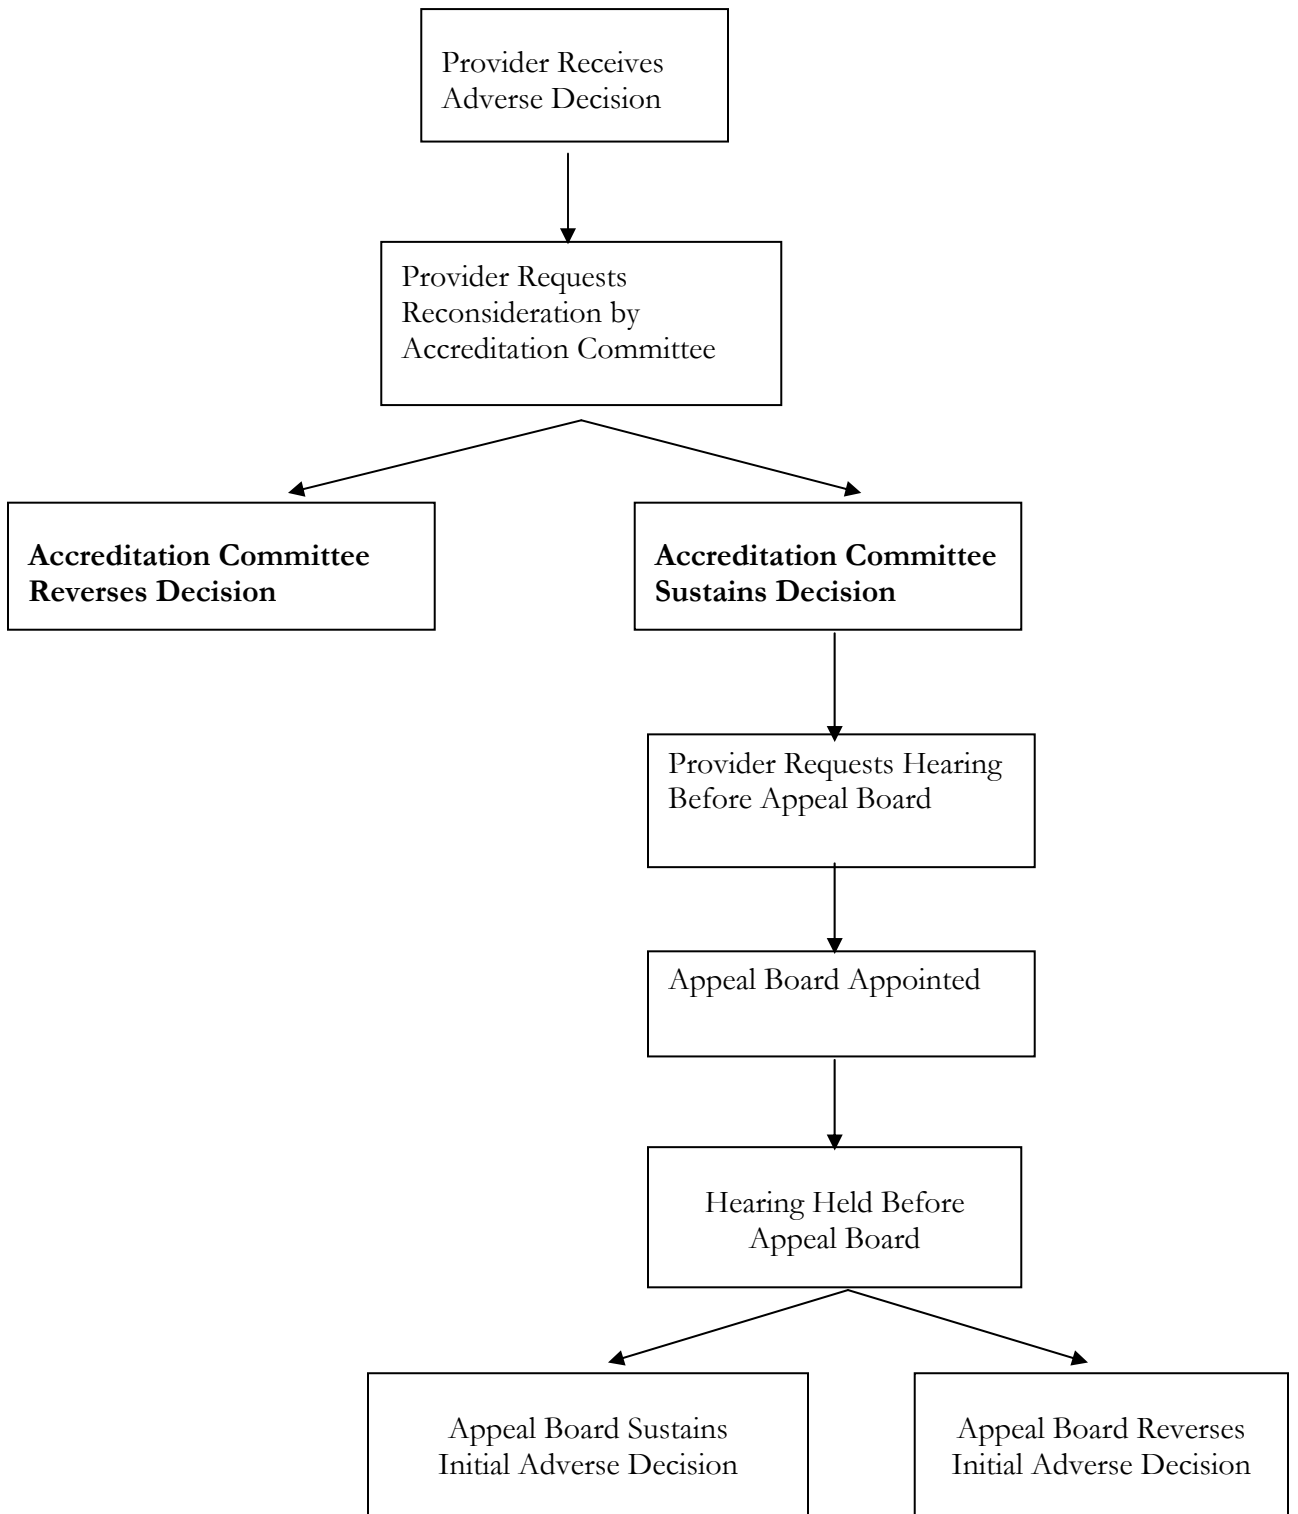 Provider Receives
Adverse Decision
Provider Requests
Reconsideration by
Accreditation Committee
Accreditation Committee
Reverses Decision
Accreditation Committee
Sustains Decision
Provider Requests Hearing
Before Appeal Board
Appeal Board Appointed
Hearing Held Before
Appeal Board
Appeal Board Sustains
Initial Adverse Decision
Appeal Board Reverses
Initial Adverse Decision